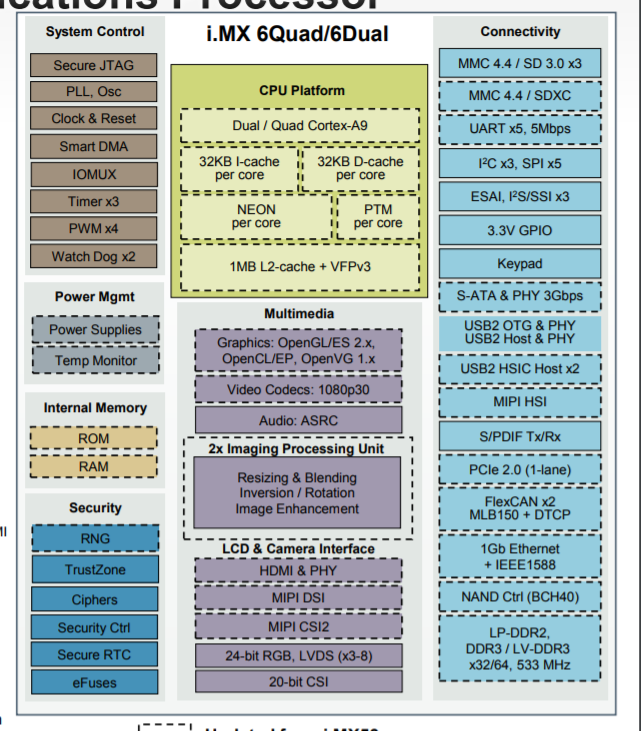 ications Processor
i.MX 6Quad/6Dual
System Control
Secure JTAG
PLL, Osc
Clock & Reset
Smart DMA
IOMUX
Timer x3
PWM x4
Watch Dog x2
Power Mgmt
Power Supplies
Temp Monitor
Internal Memory
ROM
RAM
Security
RNG
TrustZone
Ciphers
Security Ctrl
Secure RTC
eFuses
CPU Platform
Dual / Quad Cortex-A9
32KB I-cache
per core
32KB D-cache
per core
NEON
per core
PTM
per core
1MB L2-cache + VFPv3
Multimedia
Graphics: OpenGL/ES 2.x,
OpenCL/EP, OpenVG 1.x
Video Codecs: 1080p30
Audio: ASRC
2x Imaging Processing Unit
Resizing & Blending
Inversion / Rotation
Image Enhancement
LCD & Camera Interface
HDMI & PHY
MIPI DSI
MIPI CSI2
24-bit RGB, LVDS (x3-8)
20-bit CSI
Connectivity
MMC 4.4 / SD 3.0 x3
MMC 4.4 / SDXC
UART x5, 5Mbps
I²C x3, SPI x5
ESAI, I²S/SSI x3
3.3V GPIO
Keypad
S-ATA & PHY 3Gbps
USB2 OTG & PHY
USB2 Host & PHY
USB2 HSIC Host x2
MIPI HSI
S/PDIF Tx/Rx
PCIe 2.0 (1-lane)
FlexCAN x2
MLB150 + DTCP
1Gb Ethernet
+ IEEE1588
NAND Ctrl (BCH40)
LP-DDR2,
DDR3 / LV-DDR3
x32/64, 533 MHz
MI